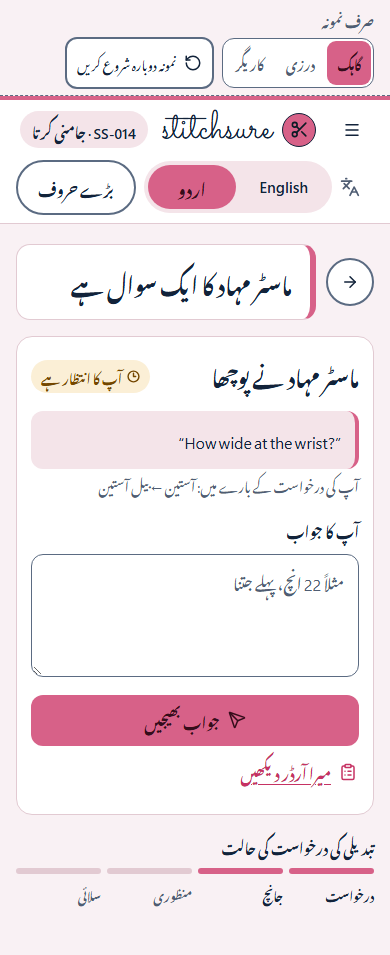 صرف نمونہ
گاہک درزی کاریگر نمونہ دوبارہ شروع کریں
stitchsure SS-014 · جامنی کرتا
English اردو بڑے حروف
ماسٹر مہاد کا ایک سوال ہے
ماسٹر مہاد نے پوچھا آپ کا انتظار ہے
“How wide at the wrist?”
آپ کی درخواست کے بارے میں: آستین ← بیل آستین
آپ کا جواب
مثلاً 22 انچ، پہلے جتنا
جواب بھیجیں
میرا آرڈر دیکھیں
تبدیلی کی درخواست کی حالت
درخواست جانچ منظوری سلائی